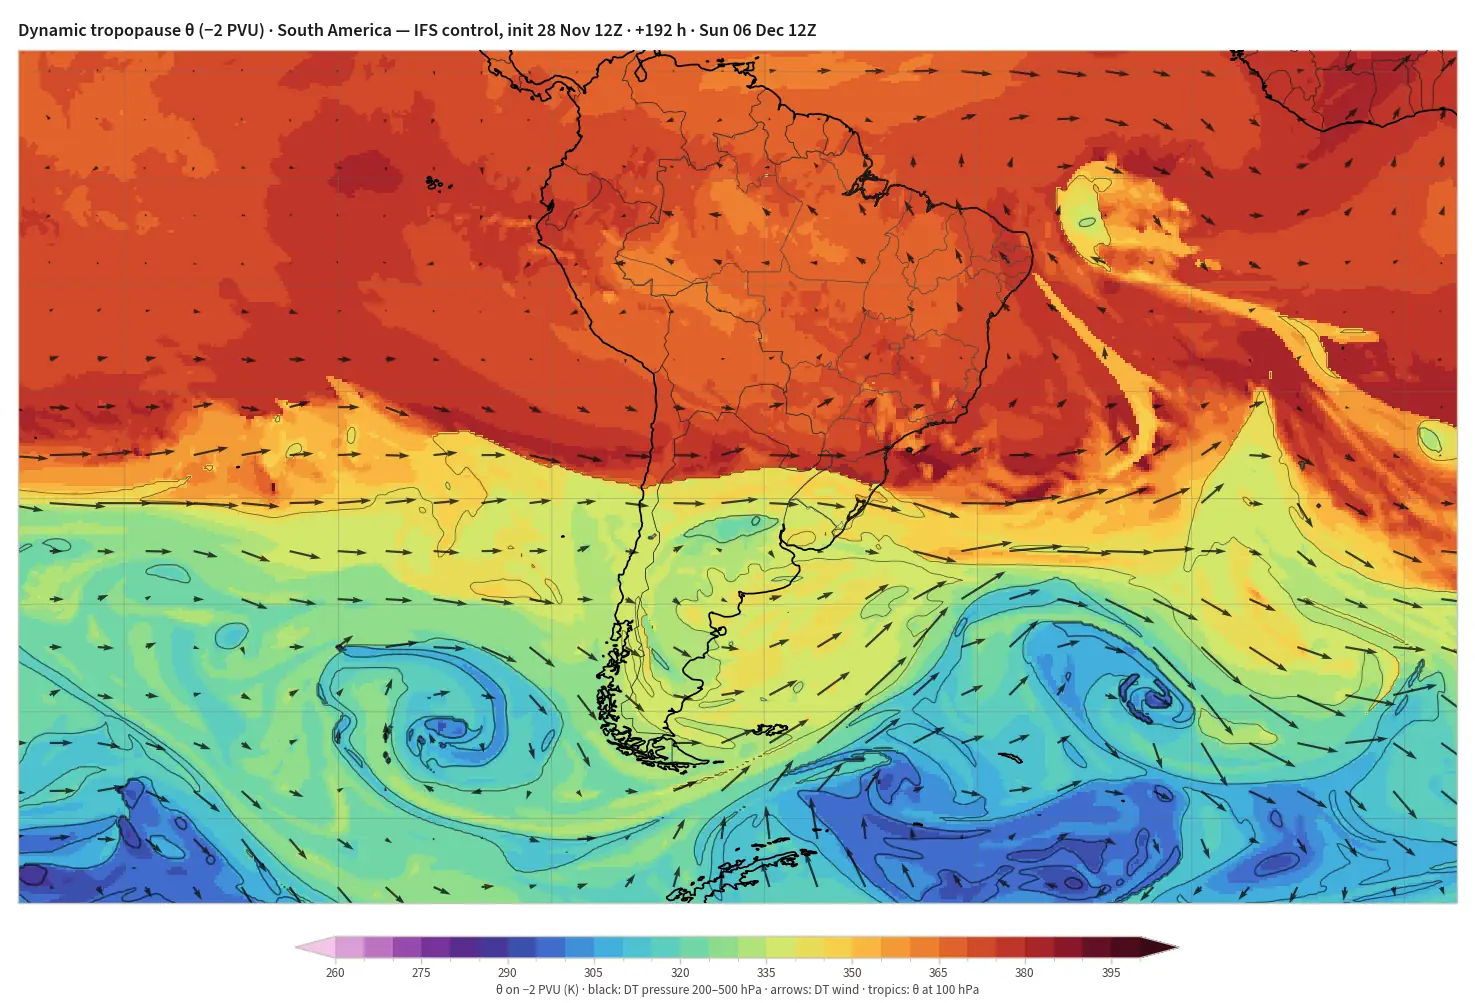 Dynamic tropopause θ (−2 PVU) · South America — IFS control, init 28 Nov 12Z · +192 h · Sun 06 Dec 12Z
260 275 290 305 320 335 350 365 380 395
θ on −2 PVU (K) · black: DT pressure 200–500 hPa · arrows: DT wind · tropics: θ at 100 hPa